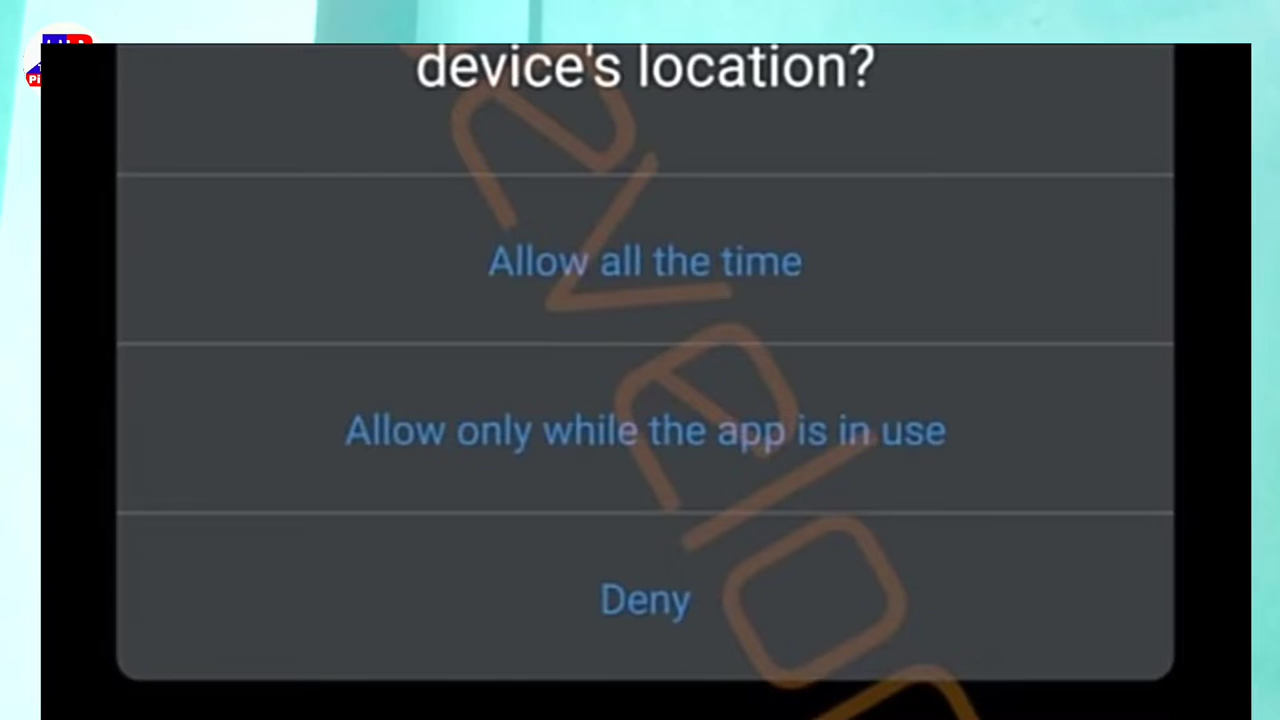 device's location?
Allow all the time
Allow only while the app is in use
Deny